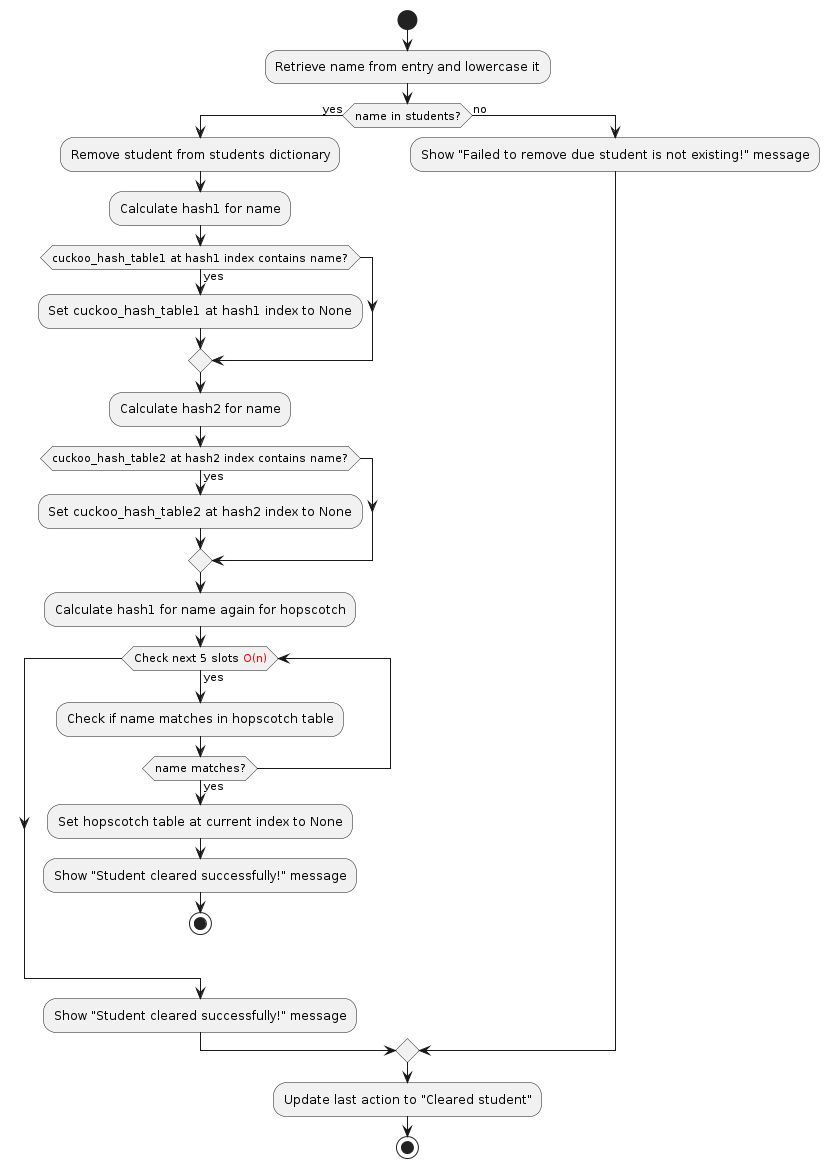 Retrieve name from entry and lowercase it
yes
name in students?
no
Remove student from students dictionary
Show "Failed to remove due student is not existing!" message
Calculate hash1 for name
cuckoo_hash_table1 at hash1 index contains name?
yes
Set cuckoo_hash_table1 at hash1 index to None
Calculate hash2 for name
cuckoo_hash_table2 at hash2 index contains name?
yes
Set cuckoo_hash_table2 at hash2 index to None
Calculate hash1 for name again for hopscotch
Check next 5 slots O(n)
yes
Check if name matches in hopscotch table
name matches?
yes
Set hopscotch table at current index to None
Show "Student cleared successfully!" message
Show "Student cleared successfully!" message
Update last action to "Cleared student"